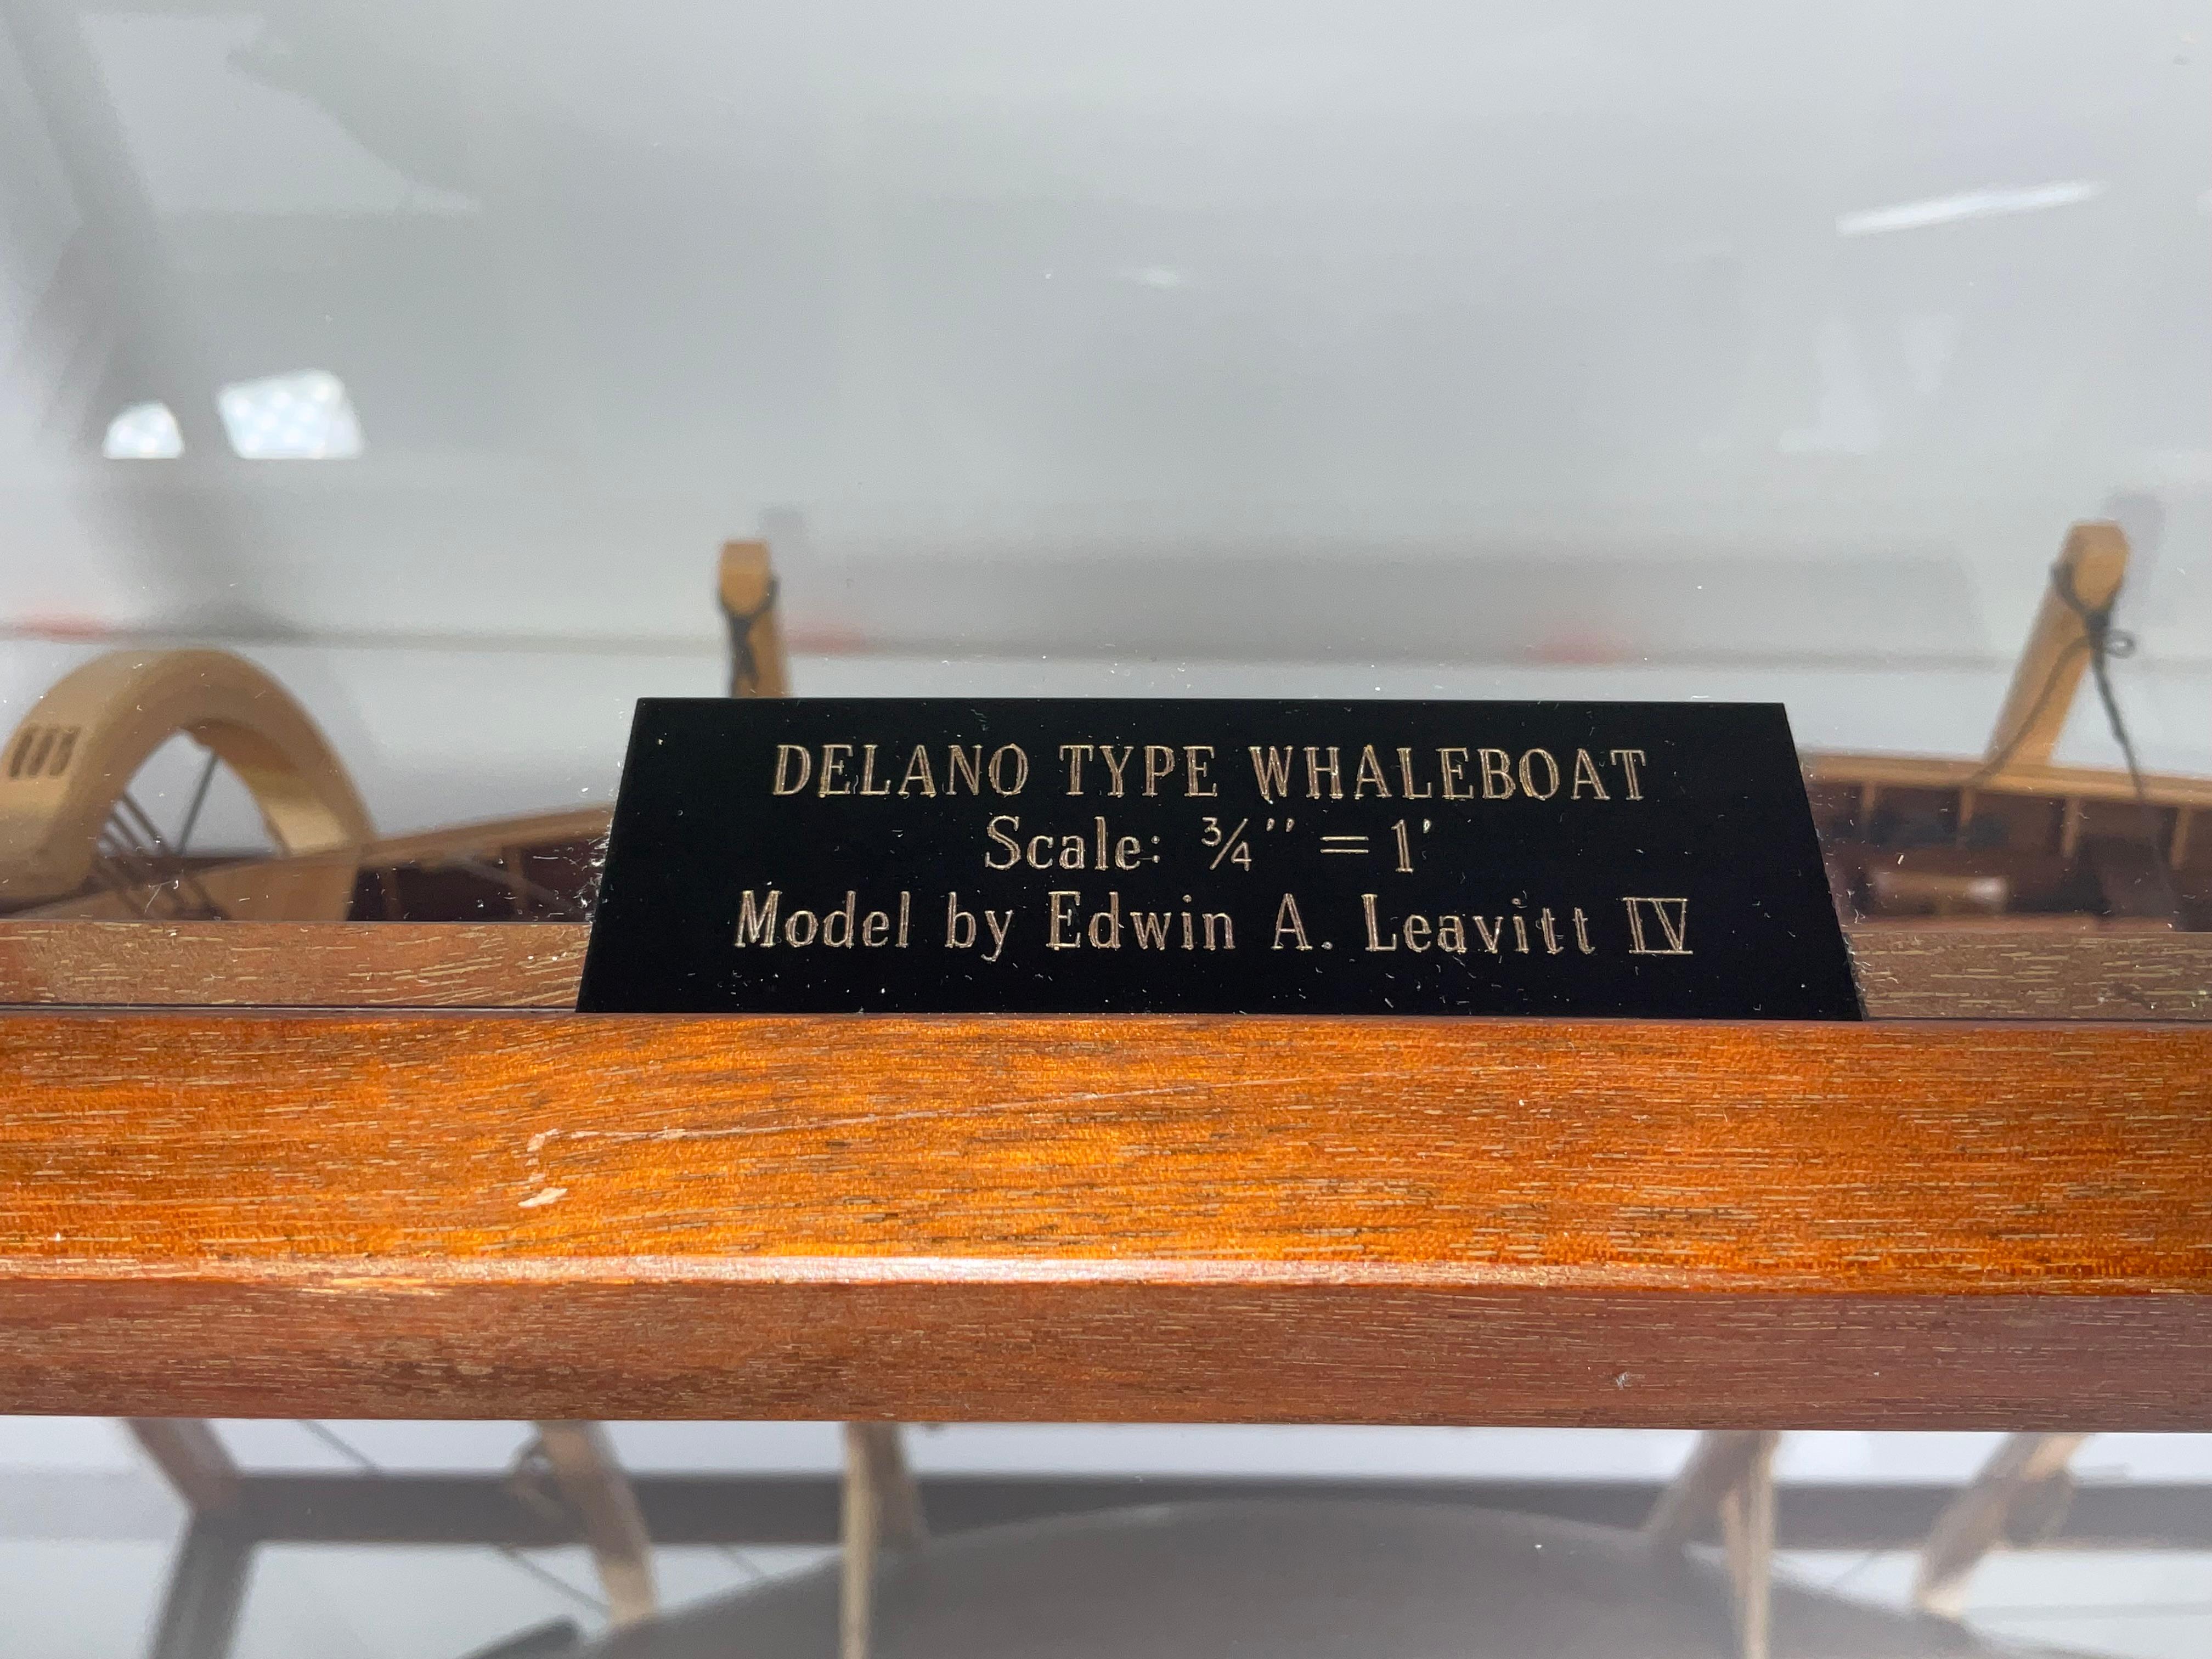 DELANO TYPE WHALEBOAT
Scale: ¾" = 1'
Model by Edwin A. Leavitt IV